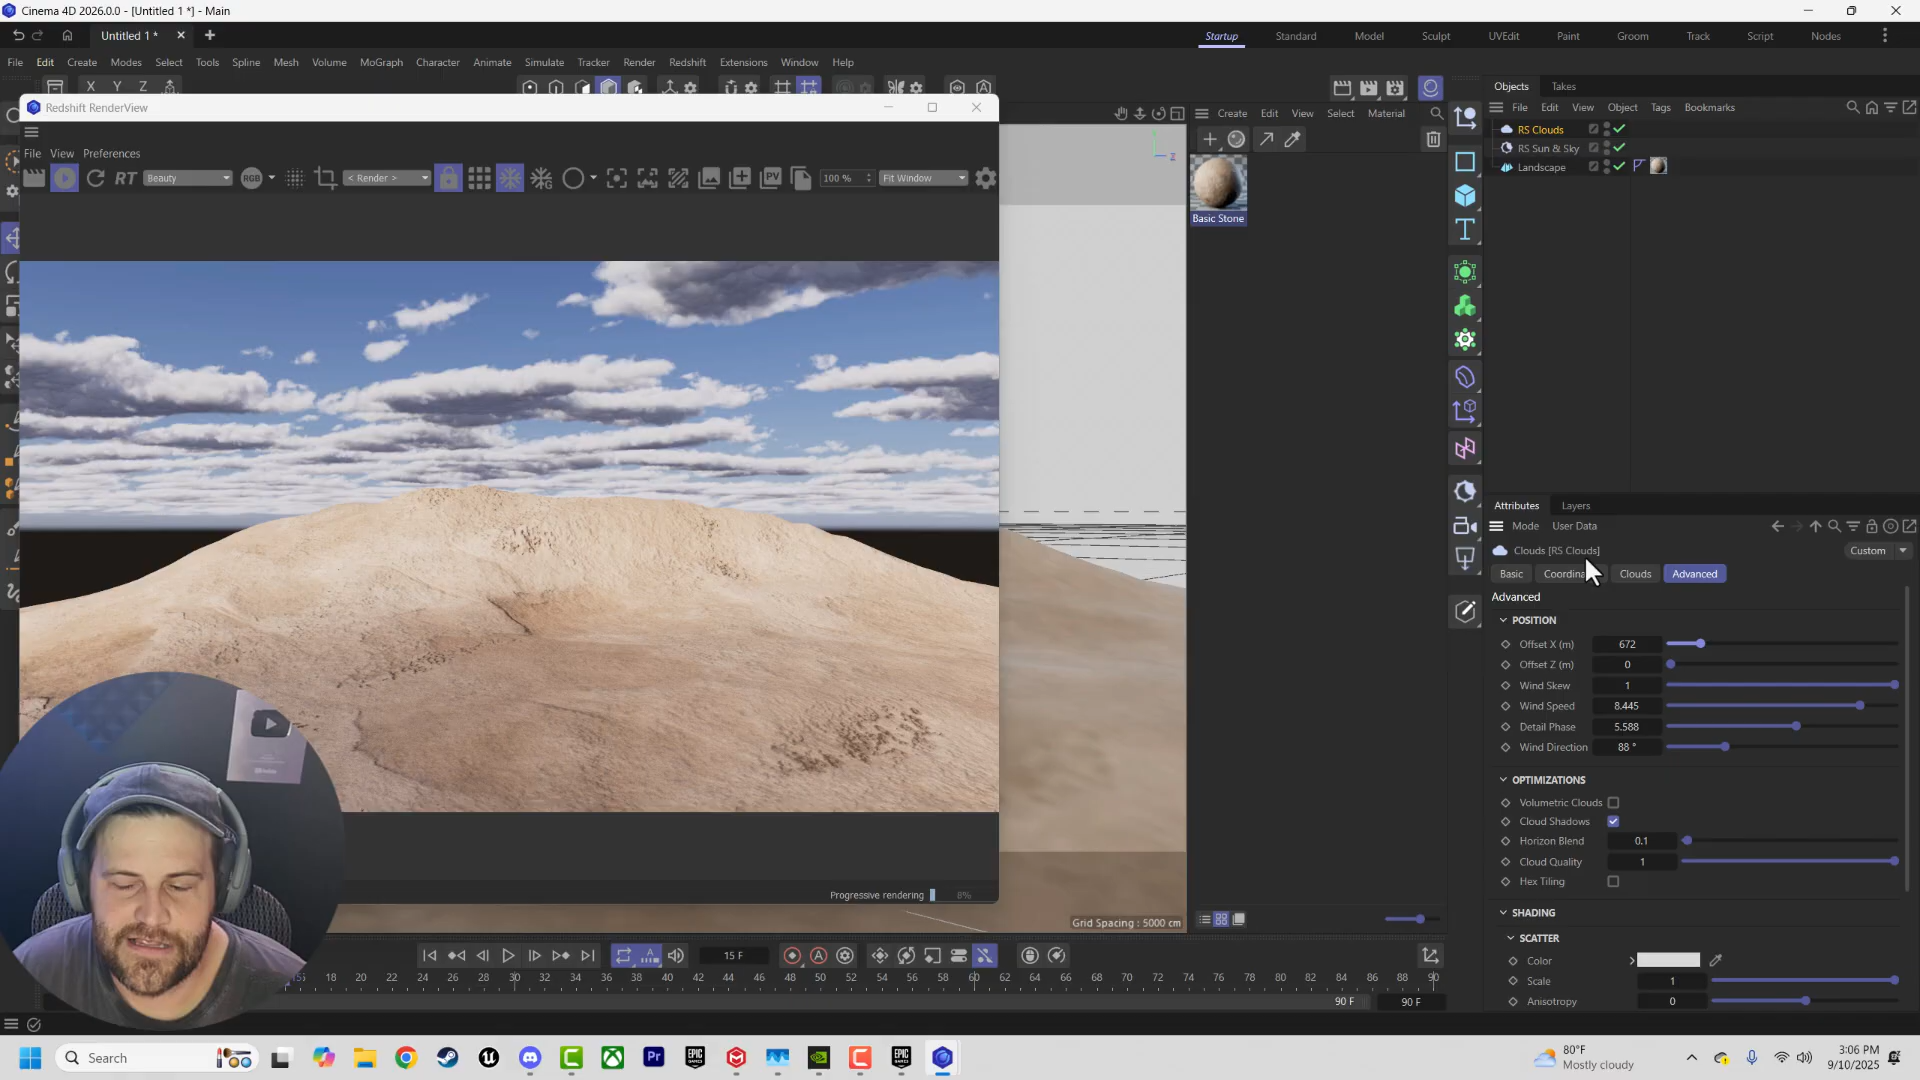 Cinema 4D 2026.0.0 - [Untitled 1 *] - Main
Untitled 1 *
Startup Standard Model Sculpt UVEdit Paint Groom Track Script Nodes
File Edit Create Modes Select Tools Spline Mesh Volume MoGraph Character Animate Simulate Tracker Render Redshift Extensions Window Help
X Y Z
Objects Takes
Redshift RenderView
File Edit View Object Tags Bookmarks
Create Edit View Select Material
RS Clouds
RS Sun & Sky
Landscape
File View Preferences
RT Beauty RGB < Render > PV 100 % Fit Window
Basic Stone
Attributes Layers
Mode User Data
Clouds [RS Clouds] Custom
Basic Coordina Clouds Advanced
Advanced
POSITION
Offset X (m) 672
Offset Z (m) 0
Wind Skew 1
Wind Speed 8.445
Detail Phase 5.588
Wind Direction 88 °
OPTIMIZATIONS
Volumetric Clouds
Cloud Shadows
Horizon Blend 0.1
Cloud Quality 1
Hex Tiling
SHADING
SCATTER
Color
Scale 1
Anisotropy 0
Progressive rendering 8%
Grid Spacing : 5000 cm
15 F
18 20 22 24 26 28 30 32 34 36 38 40 42 44 46 48 50 52 54 56 58 60 62 64 66 68 70 72 74 76 78 80 82 84 86 88 90
90 F 90 F
Search
80°F
Mostly cloudy
3:06 PM
9/10/2025